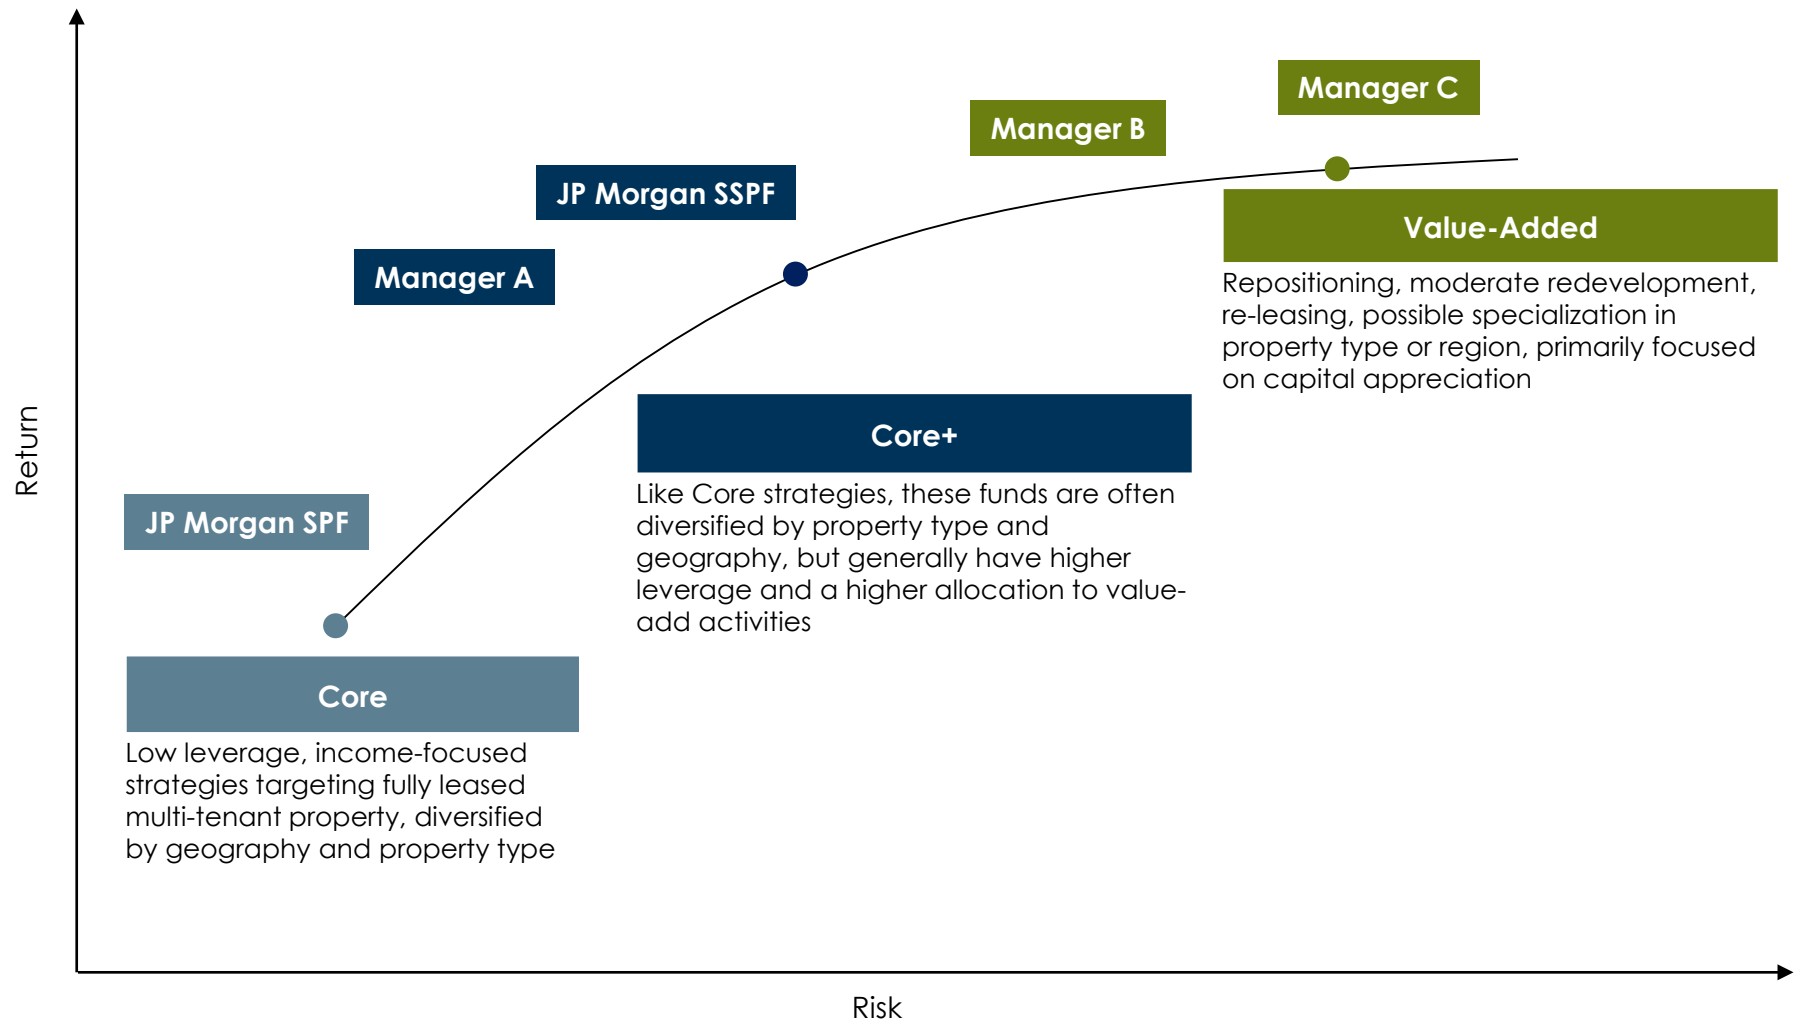 Manager C
Manager B
JP Morgan SSPF
Manager A
Value-Added
Repositioning, moderate redevelopment,
re-leasing, possible specialization in
property type or region, primarily focused
on capital appreciation
Core+
Like Core strategies, these funds are often
diversified by property type and
geography, but generally have higher
leverage and a higher allocation to value-
add activities
Return
JP Morgan SPF
Core
Low leverage, income-focused
strategies targeting fully leased
multi-tenant property, diversified
by geography and property type
Risk